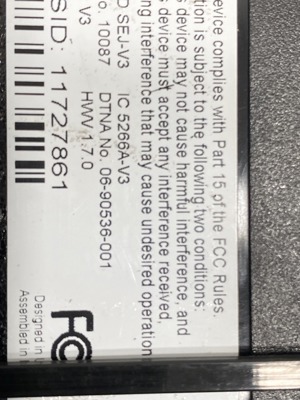 evice complies with Part 15 of the FCC Rules.
tion is subject to the following two conditions:
s device may not cause harmful interference, and
s device must accept any interference received,
ng interference that may cause undesired operation
D SEJ-V3 IC 5266A-V3
o. 10087 DTNA No. 06-90536-001
V3 HWV 1.7.0
SID: 11727861
FC
Designed in
Assembled in